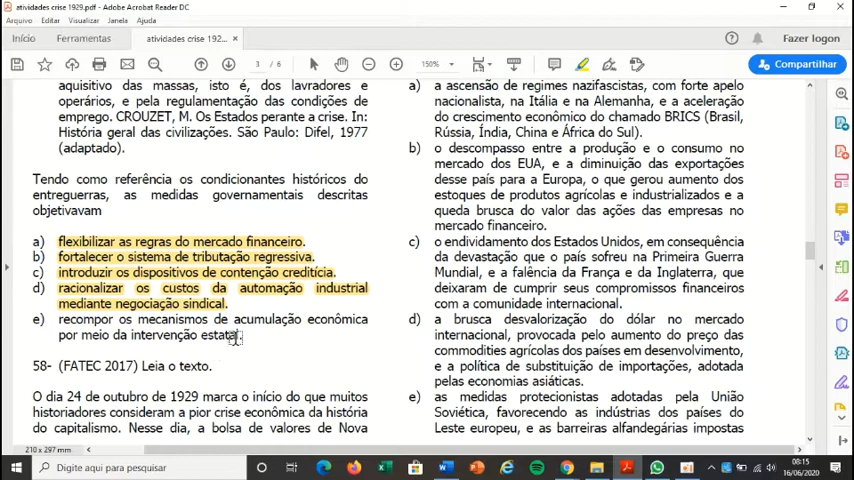 atividades crise 1929.pdf - Adobe Acrobat Reader DC
Arquivo Editar Visualizar Janela Ajuda
Início Ferramentas atividades crise 192... × Fazer logon
3 / 6 150% Compartilhar
aquisitivo das massas, isto é, dos lavradores e
operários, e pela regulamentação das condições de
emprego. CROUZET, M. Os Estados perante a crise. In:
História geral das civilizações. São Paulo: Difel, 1977
(adaptado).
Tendo como referência os condicionantes históricos do
entreguerras, as medidas governamentais descritas
objetivavam
a) flexibilizar as regras do mercado financeiro.
b) fortalecer o sistema de tributação regressiva.
c) introduzir os dispositivos de contenção creditícia.
d) racionalizar os custos da automação industrial
mediante negociação sindical.
e) recompor os mecanismos de acumulação econômica
por meio da intervenção estatal.
58- (FATEC 2017) Leia o texto.
O dia 24 de outubro de 1929 marca o início do que muitos
historiadores consideram a pior crise econômica da história
do capitalismo. Nesse dia, a bolsa de valores de Nova
a) a ascensão de regimes nazifascistas, com forte apelo
nacionalista, na Itália e na Alemanha, e a aceleração
do crescimento econômico do chamado BRICS (Brasil,
Rússia, Índia, China e África do Sul).
b) o descompasso entre a produção e o consumo no
mercado dos EUA, e a diminuição das exportações
desse país para a Europa, o que gerou aumento dos
estoques de produtos agrícolas e industrializados e a
queda brusca do valor das ações das empresas no
mercado financeiro.
c) o endividamento dos Estados Unidos, em consequência
da devastação que o país sofreu na Primeira Guerra
Mundial, e a falência da França e da Inglaterra, que
deixaram de cumprir seus compromissos financeiros
com a comunidade internacional.
d) a brusca desvalorização do dólar no mercado
internacional, provocada pelo aumento do preço das
commodities agrícolas dos países em desenvolvimento,
e a política de substituição de importações, adotada
pelas economias asiáticas.
e) as medidas protecionistas adotadas pela União
Soviética, favorecendo as indústrias dos países do
Leste europeu, e as barreiras alfandegárias impostas
210 x 297 mm
Digite aqui para pesquisar
08:15
16/06/2020